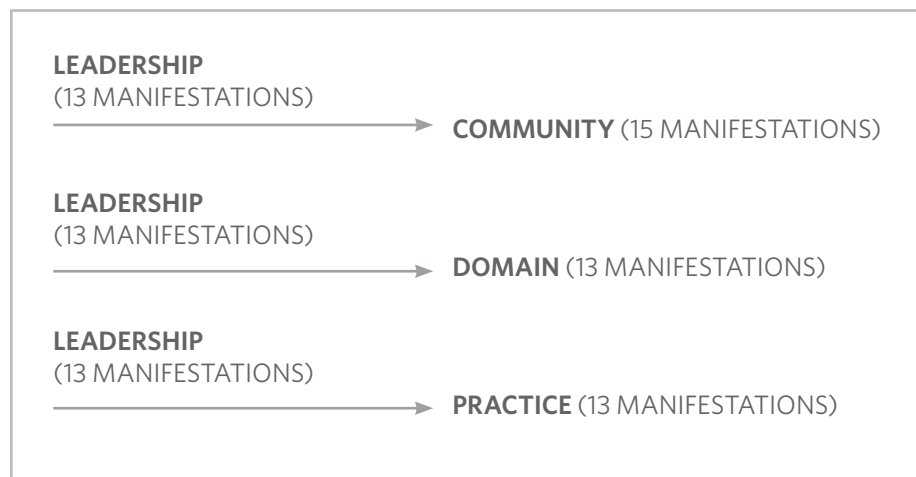 LEADERSHIP
(13 MANIFESTATIONS)
COMMUNITY (15 MANIFESTATIONS)
LEADERSHIP
(13 MANIFESTATIONS)
DOMAIN (13 MANIFESTATIONS)
LEADERSHIP
(13 MANIFESTATIONS)
PRACTICE (13 MANIFESTATIONS)